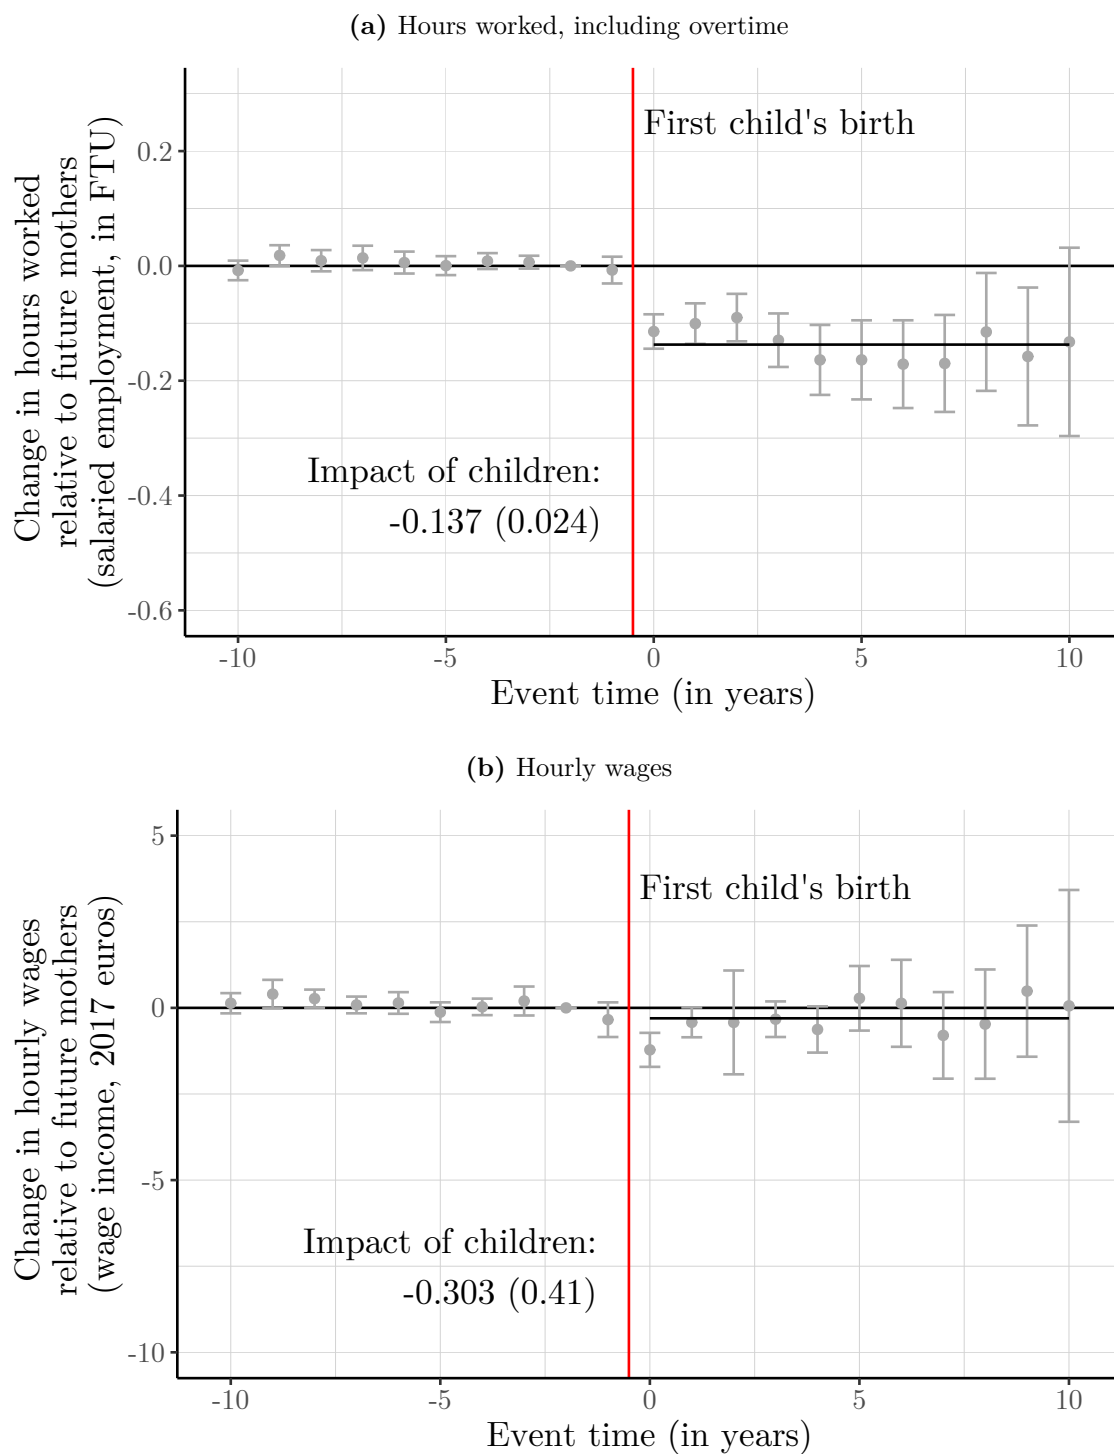 (a) Hours worked, including overtime
Change in hours worked
relative to future mothers
(salaried employment, in FTU)
0.2
0.0
-0.2
-0.4
-0.6
First child's birth
Impact of children:
-0.137 (0.024)
-10
-5
0
5
10
Event time (in years)
(b) Hourly wages
Change in hourly wages
relative to future mothers
(wage income, 2017 euros)
5
0
-5
-10
First child's birth
Impact of children:
-0.303 (0.41)
-10
-5
0
5
10
Event time (in years)